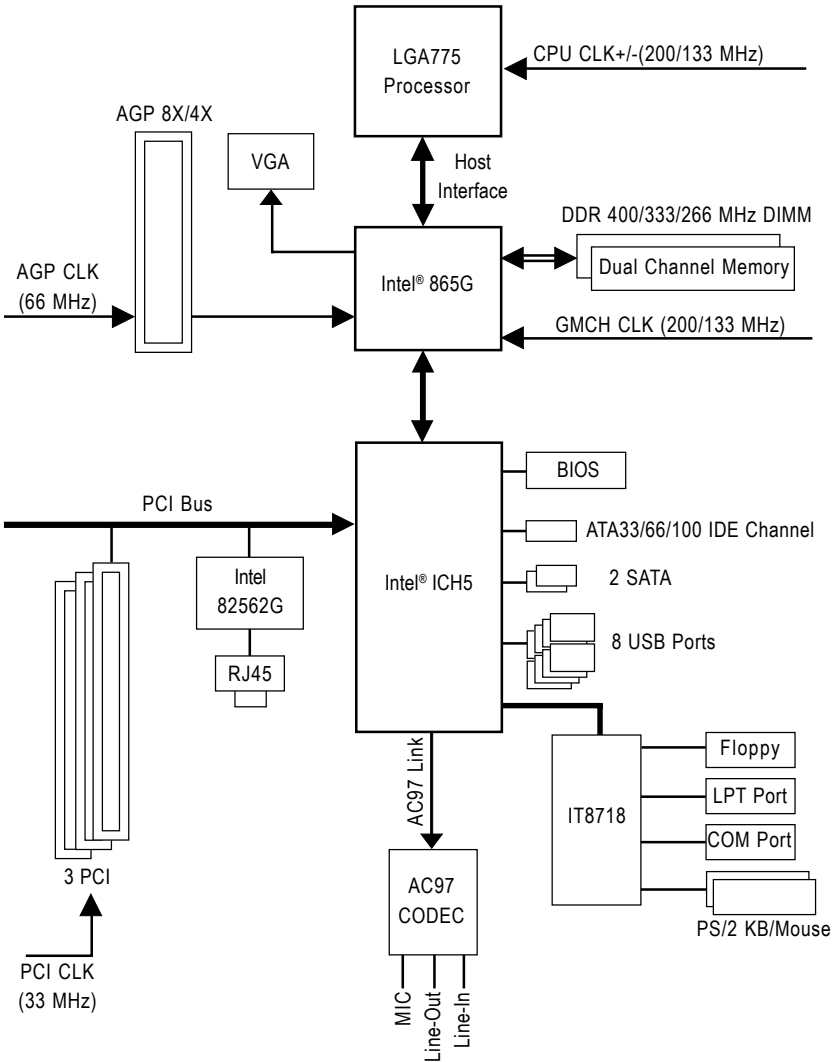 LGA775
Processor
CPU CLK+/-(200/133 MHz)
AGP 8X/4X
VGA
Host
Interface
DDR 400/333/266 MHz DIMM
Dual Channel Memory
AGP CLK
(66 MHz)
Intel® 865G
GMCH CLK (200/133 MHz)
PCI Bus
BIOS
ATA33/66/100 IDE Channel
Intel
82562G
Intel® ICH5
2 SATA
8 USB Ports
RJ45
AC97 Link
IT8718
Floppy
LPT Port
COM Port
PS/2 KB/Mouse
3 PCI
AC97
CODEC
PCI CLK
(33 MHz)
MIC
Line-Out
Line-In